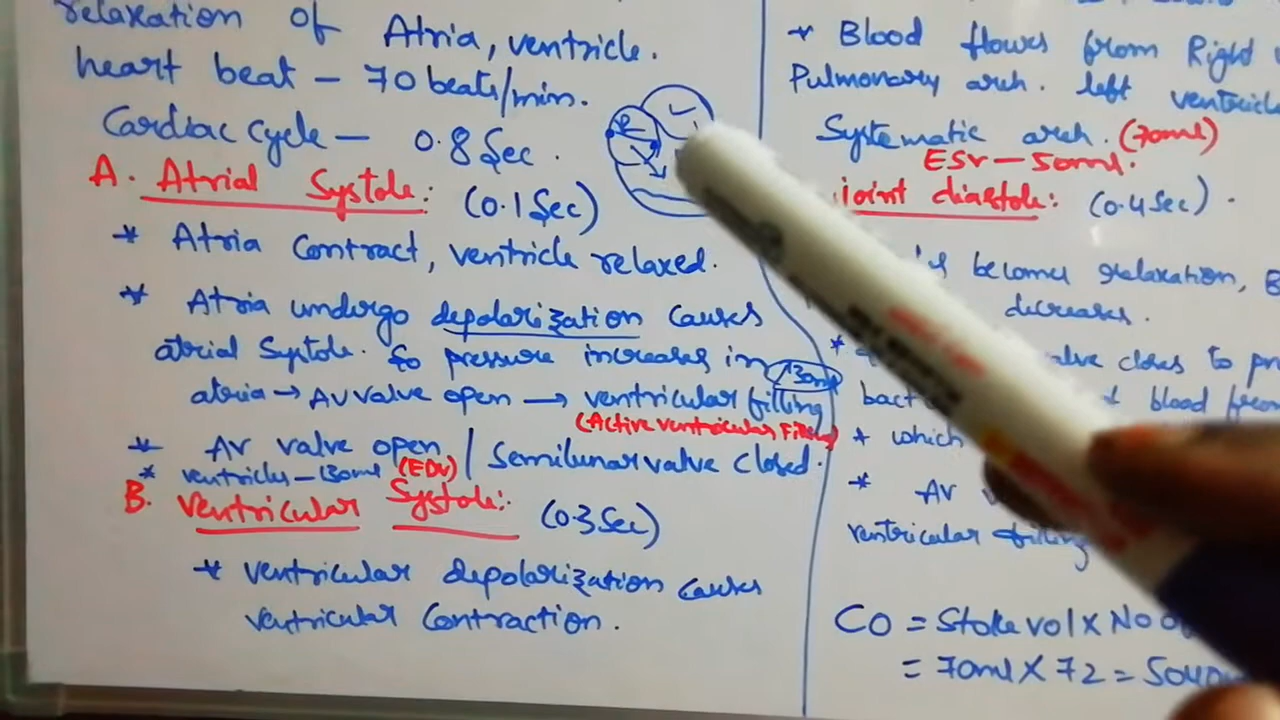 relaxation of Atria, ventricle.
heart beat - 70 beats/min.
Cardiac cycle - 0.8 Sec.
A. Atrial Systole: (0.1 Sec)
* Atria Contract, ventricle relaxed.
* Atria undergo depolarization causes
atrial Systole. So pressure increases in
atria → AV valve open → ventricular filling
130ml
(Active ventricular Filling)
* AV valve open / Semilunar valve closed.
* ventricles - 130ml (EDV)
B. ventricular Systole: (0.3 Sec)
* ventricular depolarization causes
ventricular Contraction.
* Blood flows from Right
Pulmonary arch. left ventricle
Systematic arch. (70ml)
ESV - 50ml.
joint diastole: (0.4 Sec).
becomes relaxation,
decreases.
* valve closes to
blood from
* which
* AV
ventricular filling
CO = Stoke vol x No
= 70ml x 72 = 5040